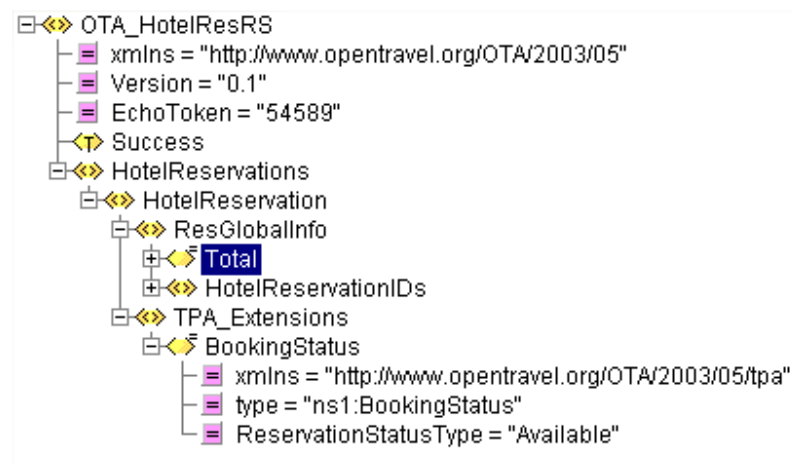 OTA_HotelResRS
xmlns = "http://www.opentravel.org/OTA/2003/05"
Version = "0.1"
EchoToken = "54589"
Success
HotelReservations
HotelReservation
ResGlobalInfo
Total
HotelReservationIDs
TPA_Extensions
BookingStatus
xmlns = "http://www.opentravel.org/OTA/2003/05/tpa"
type = "ns1:BookingStatus"
ReservationStatusType = "Available"